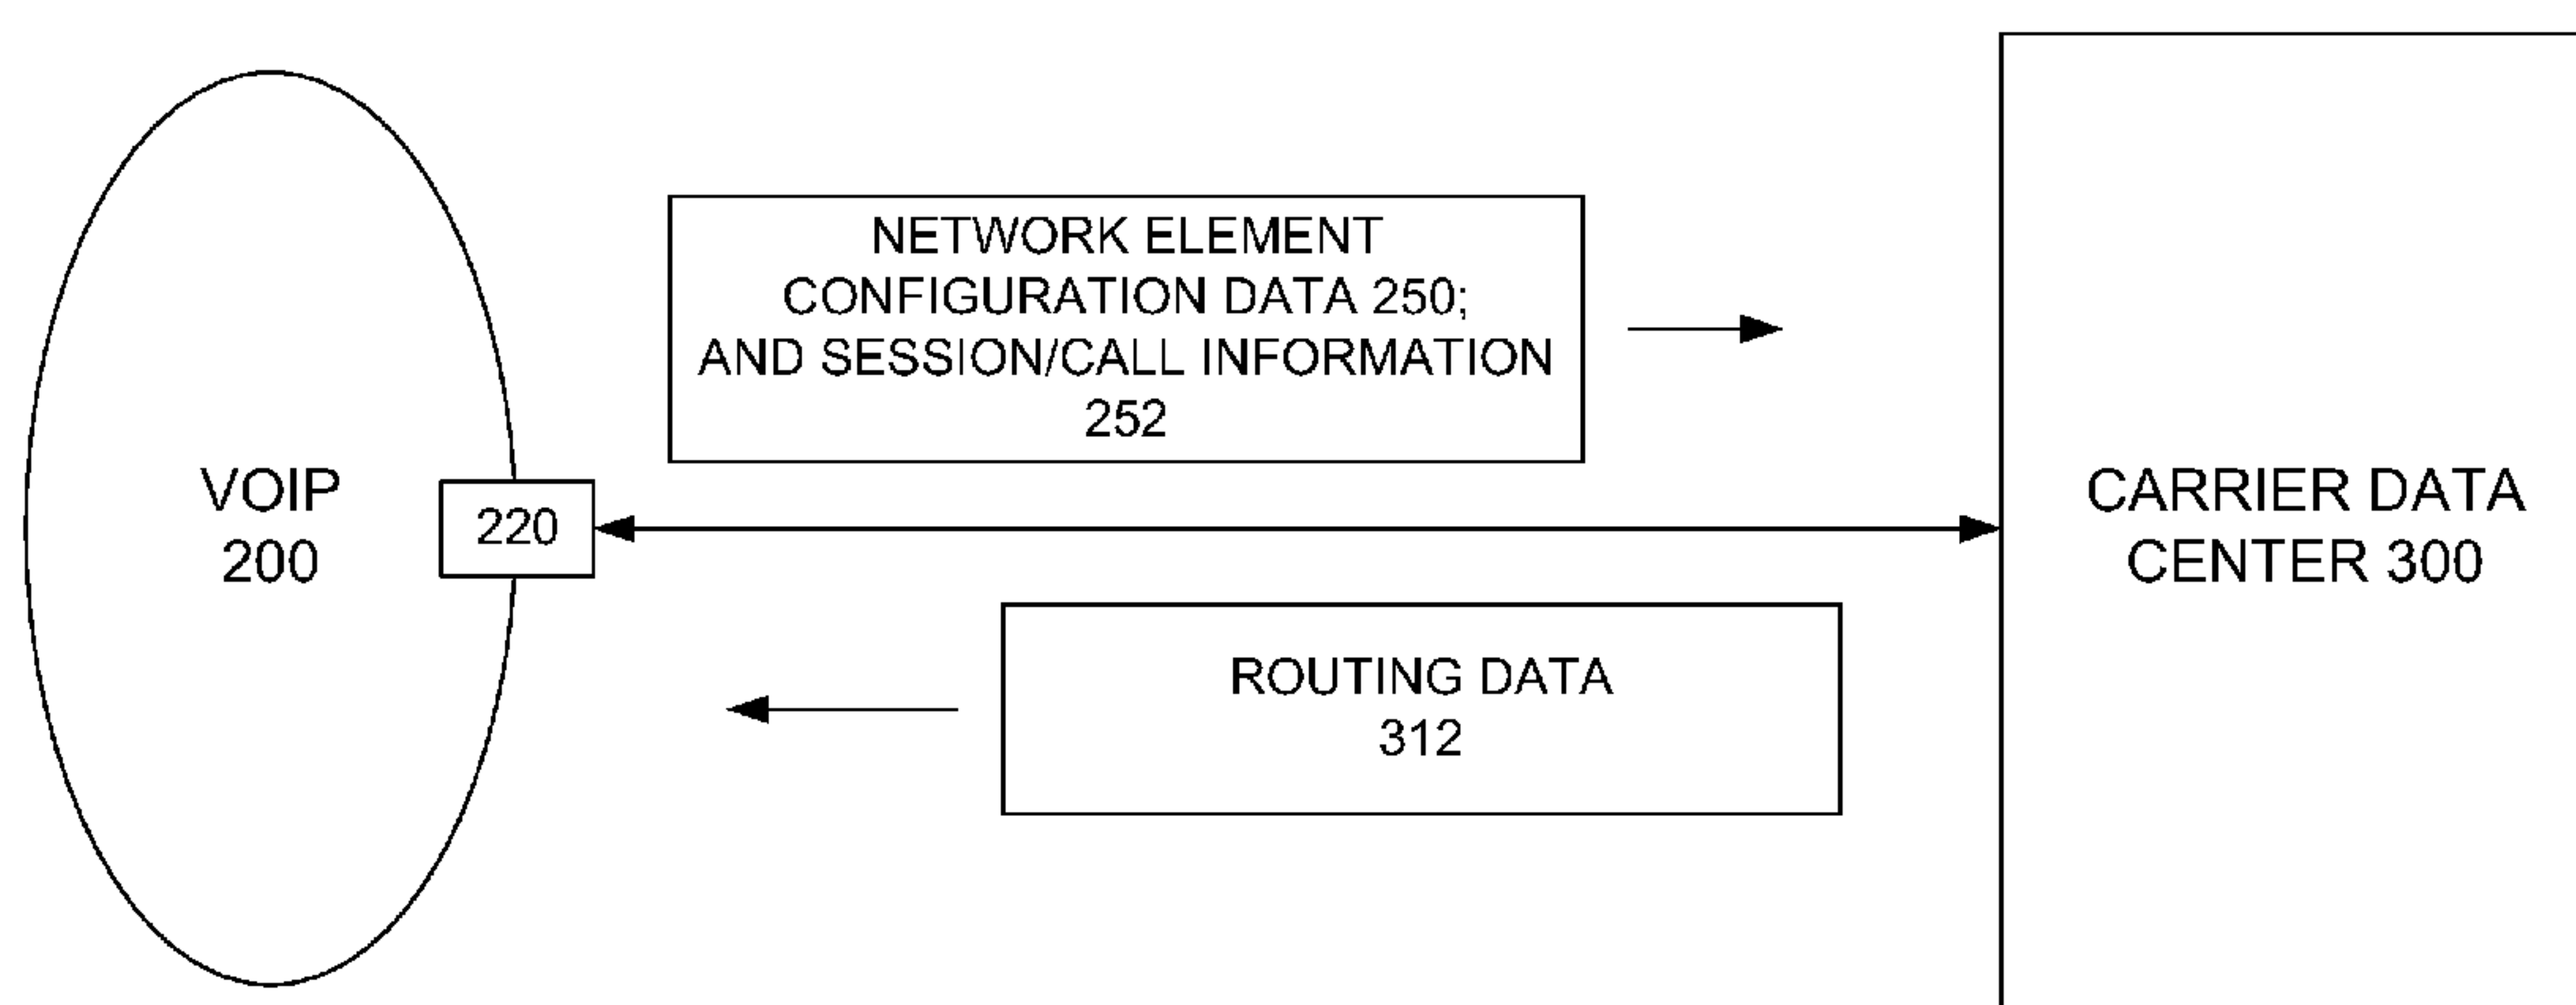 VOIP
200
220
NETWORK ELEMENT
CONFIGURATION DATA 250;
AND SESSION/CALL INFORMATION
252
ROUTING DATA
312
CARRIER DATA
CENTER 300